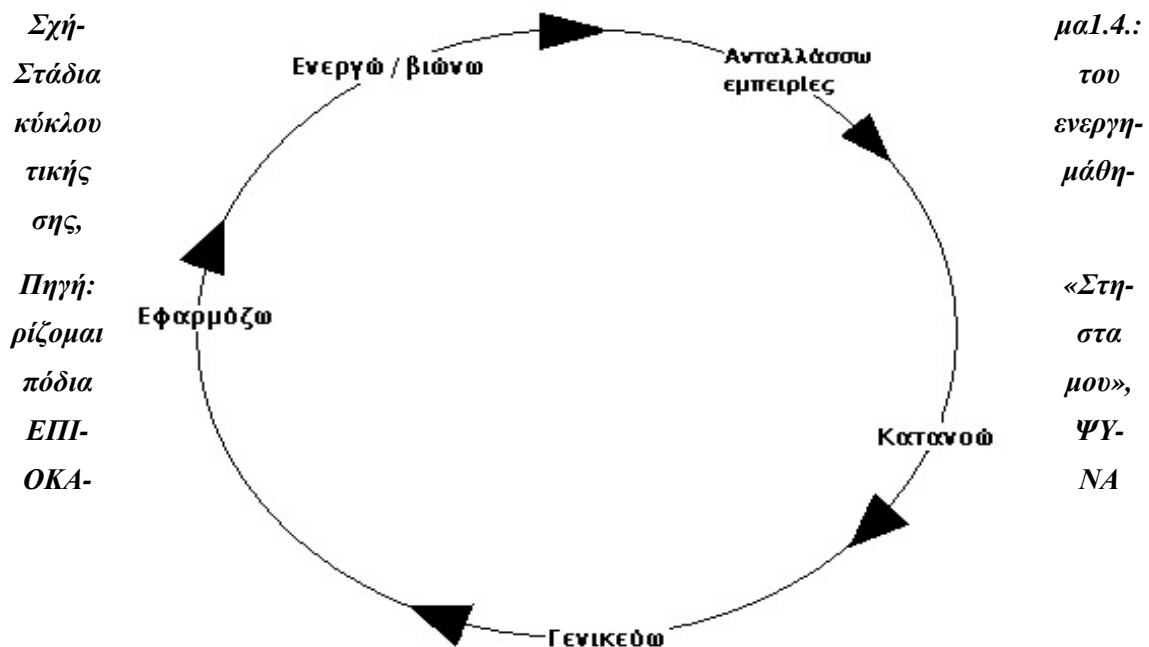 Σχή- μα1.4.:
Στάδια του
κύκλου ενεργη-
τικής μάθη-
σης,
Πηγή: «Στη-
ρίζομαι στα
πόδια μου»,
ΕΠΙ- ΨΥ-
ΟΚΑ- ΝΑ
Ενεργώ / βιώνω
Ανταλλάσσω
εμπειρίες
Κατανοώ
Γενικεύω
Εφαρμόζω